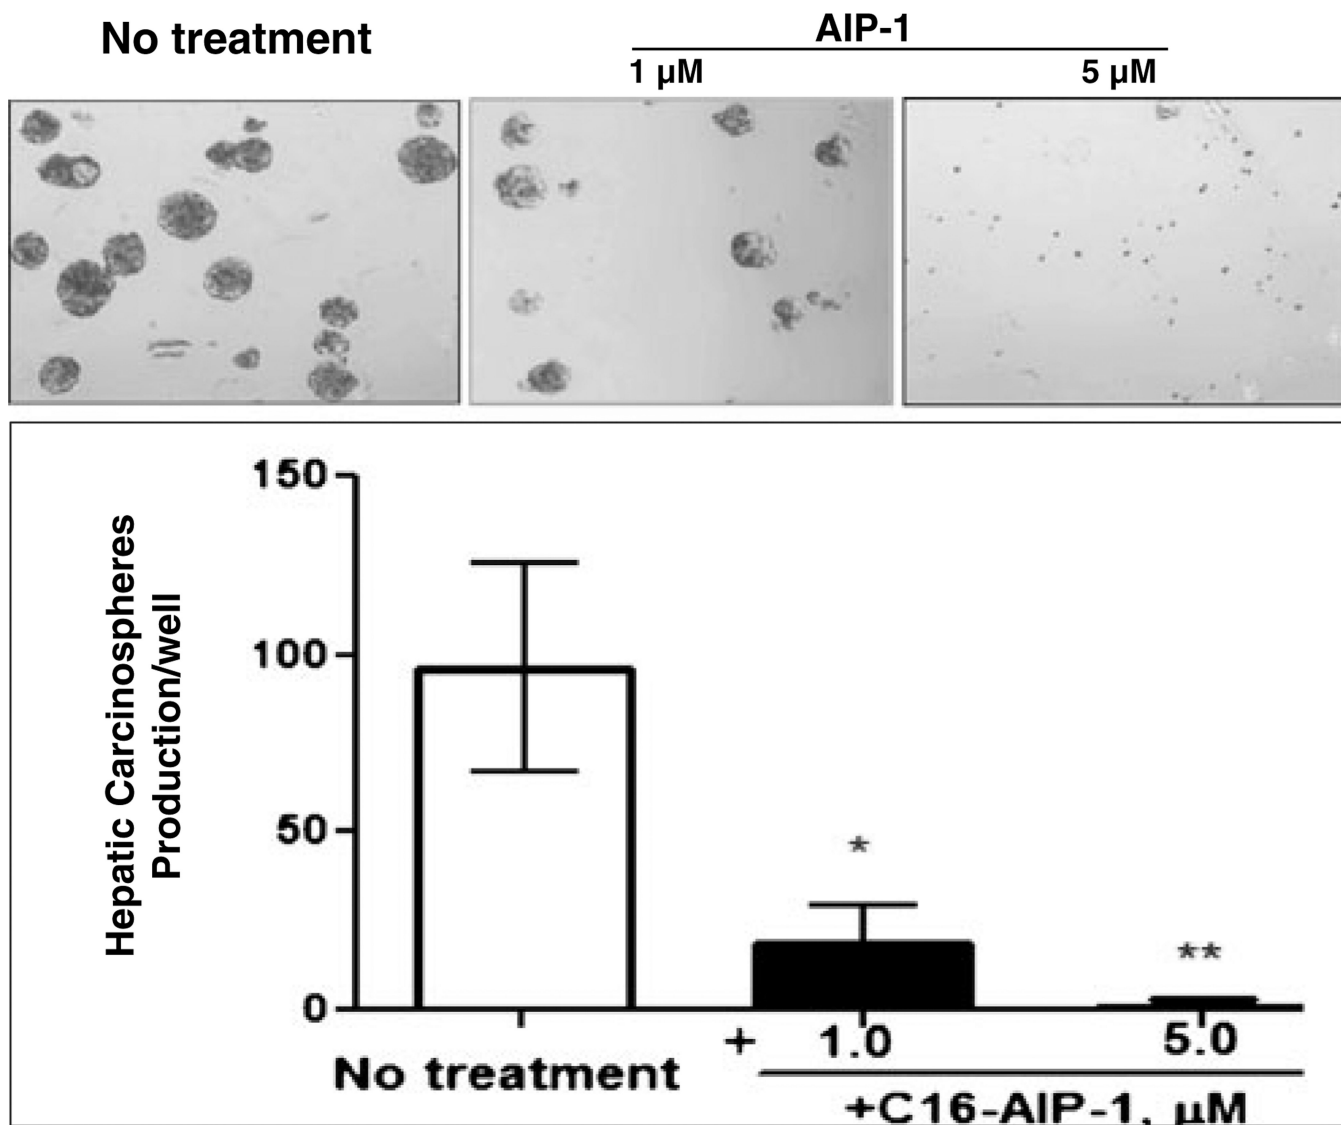 No treatment
AIP-1
1 µM
5 µM
Hepatic Carcinospheres
Production/well
150
100
50
0
*
**
+ 1.0
5.0
No treatment
+C16-AIP-1, µM